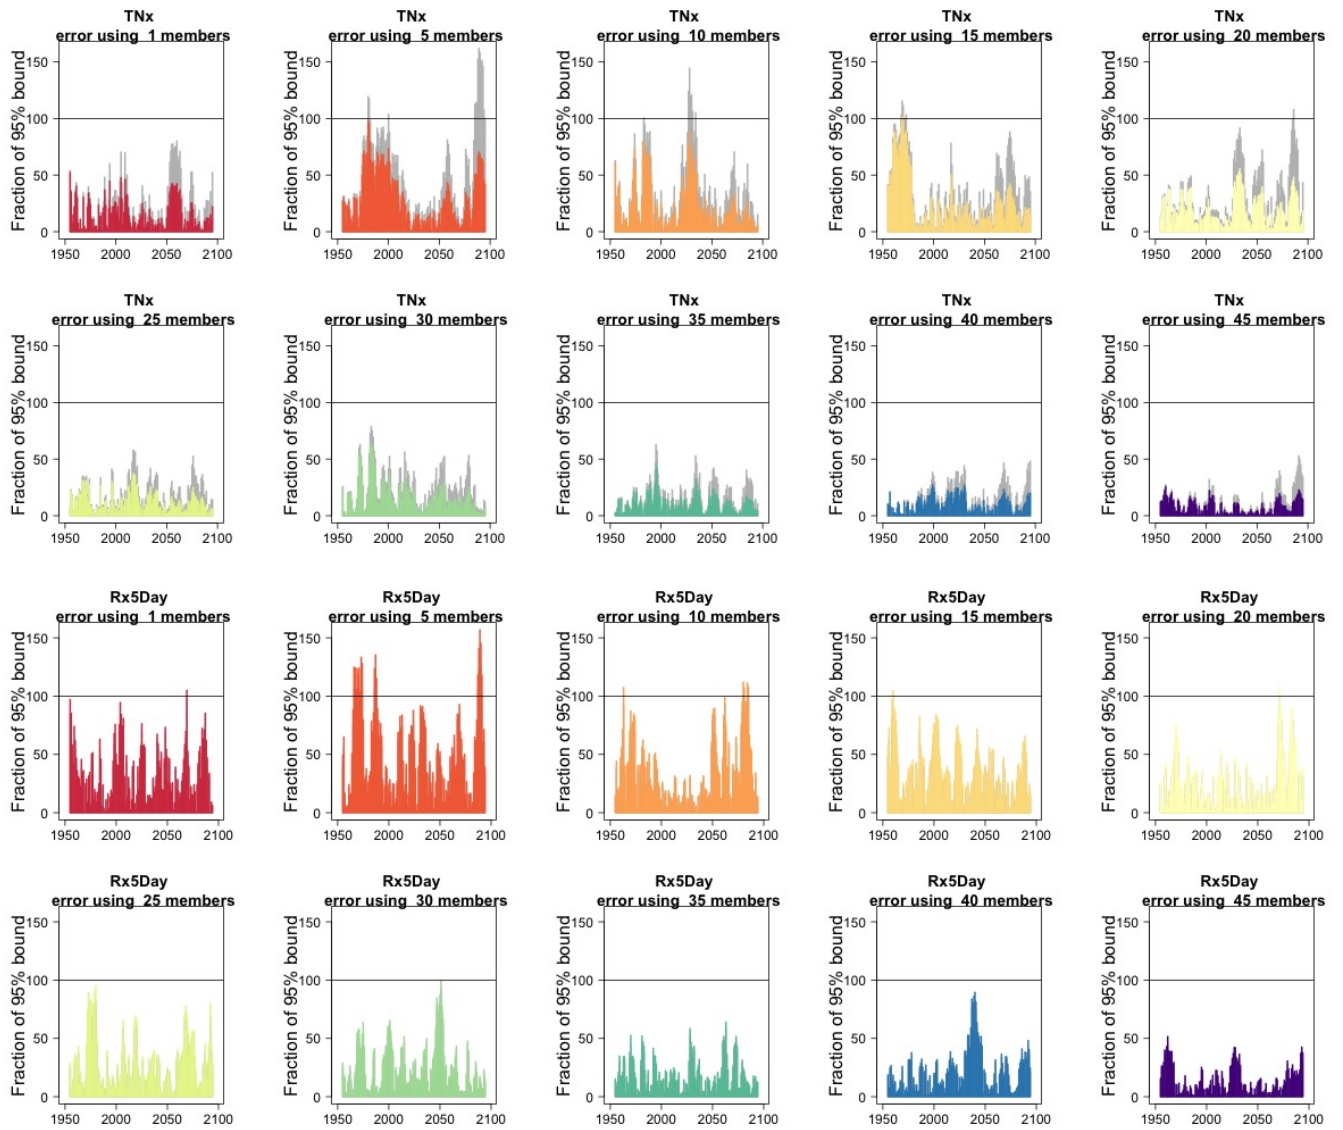 TNx
error using  1 members
Fraction of 95% bound
150
100
50
0
1950 2000 2050 2100
TNx
error using  5 members
Fraction of 95% bound
150
100
50
0
1950 2000 2050 2100
TNx
error using  10 members
Fraction of 95% bound
150
100
50
0
1950 2000 2050 2100
TNx
error using  15 members
Fraction of 95% bound
150
100
50
0
1950 2000 2050 2100
TNx
error using  20 members
Fraction of 95% bound
150
100
50
0
1950 2000 2050 2100
TNx
error using  25 members
Fraction of 95% bound
150
100
50
0
1950 2000 2050 2100
TNx
error using  30 members
Fraction of 95% bound
150
100
50
0
1950 2000 2050 2100
TNx
error using  35 members
Fraction of 95% bound
150
100
50
0
1950 2000 2050 2100
TNx
error using  40 members
Fraction of 95% bound
150
100
50
0
1950 2000 2050 2100
TNx
error using  45 members
Fraction of 95% bound
150
100
50
0
1950 2000 2050 2100
Rx5Day
error using  1 members
Fraction of 95% bound
150
100
50
0
1950 2000 2050 2100
Rx5Day
error using  5 members
Fraction of 95% bound
150
100
50
0
1950 2000 2050 2100
Rx5Day
error using  10 members
Fraction of 95% bound
150
100
50
0
1950 2000 2050 2100
Rx5Day
error using  15 members
Fraction of 95% bound
150
100
50
0
1950 2000 2050 2100
Rx5Day
error using  20 members
Fraction of 95% bound
150
100
50
0
1950 2000 2050 2100
Rx5Day
error using  25 members
Fraction of 95% bound
150
100
50
0
1950 2000 2050 2100
Rx5Day
error using  30 members
Fraction of 95% bound
150
100
50
0
1950 2000 2050 2100
Rx5Day
error using  35 members
Fraction of 95% bound
150
100
50
0
1950 2000 2050 2100
Rx5Day
error using  40 members
Fraction of 95% bound
150
100
50
0
1950 2000 2050 2100
Rx5Day
error using  45 members
Fraction of 95% bound
150
100
50
0
1950 2000 2050 2100